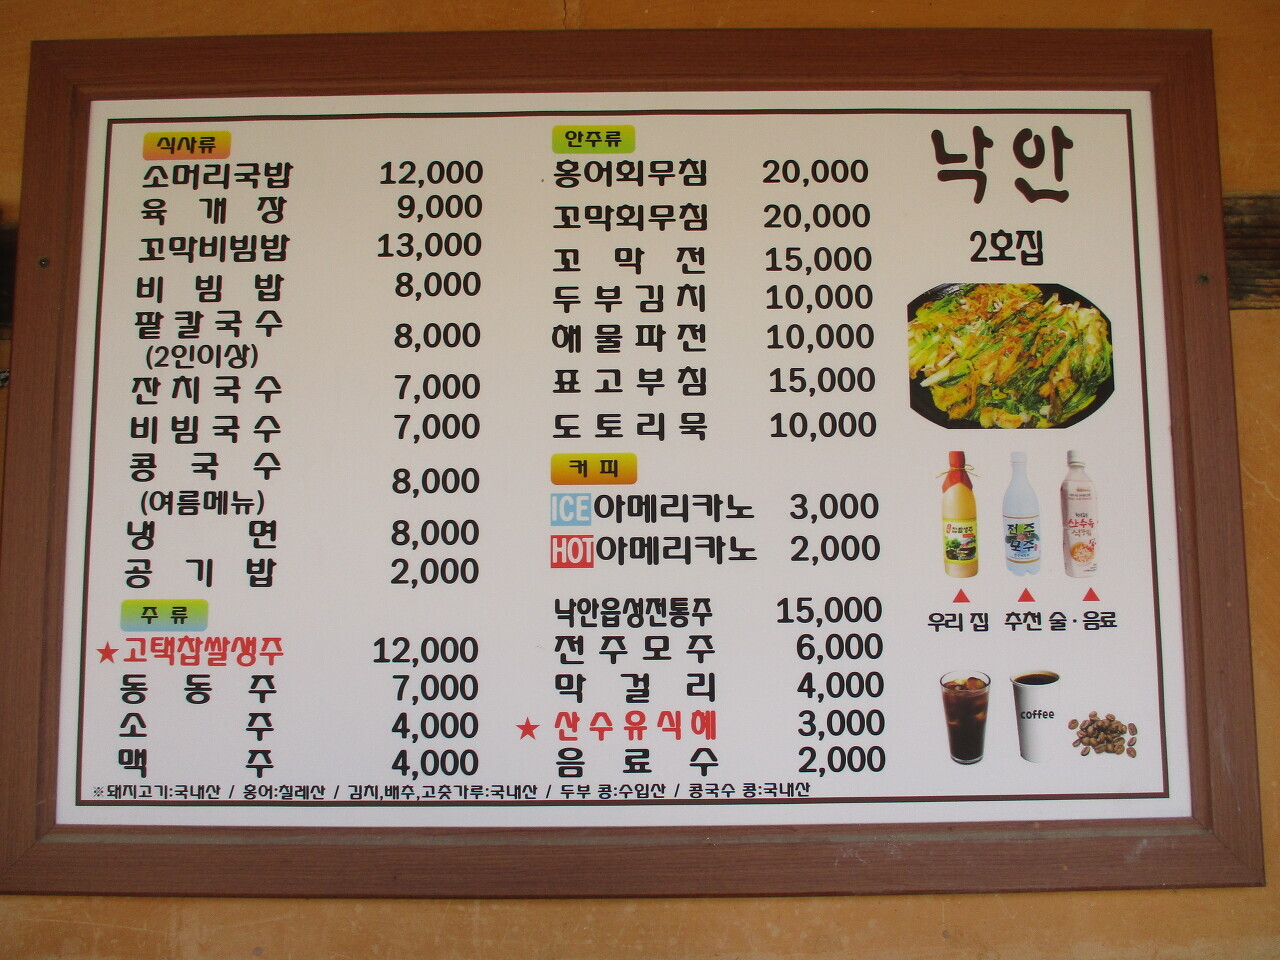 식사류
소머리국밥 12,000
육개장 9,000
꼬막비빔밥 13,000
비빔밥 8,000
팥칼국수 8,000
(2인이상)
잔치국수 7,000
비빔국수 7,000
콩국수 8,000
(여름메뉴)
냉면 8,000
공기밥 2,000
주류
★고택찹쌀생주 12,000
동동주 7,000
소주 4,000
맥주 4,000
안주류
홍어회무침 20,000
꼬막회무침 20,000
꼬막전 15,000
두부김치 10,000
해물파전 10,000
표고부침 15,000
도토리묵 10,000
커피
ICE아메리카노 3,000
HOT아메리카노 2,000
낙안읍성전통주 15,000
전주모주 6,000
막걸리 4,000
★산수유식혜 3,000
음료수 2,000
※돼지고기:국내산 / 홍어:칠레산 / 김치,배추,고춧가루:국내산 / 두부 콩:수입산 / 콩국수 콩:국내산
낙안
2호집
전주
모주
산수유
우리 집 추천 술·음료
coffee